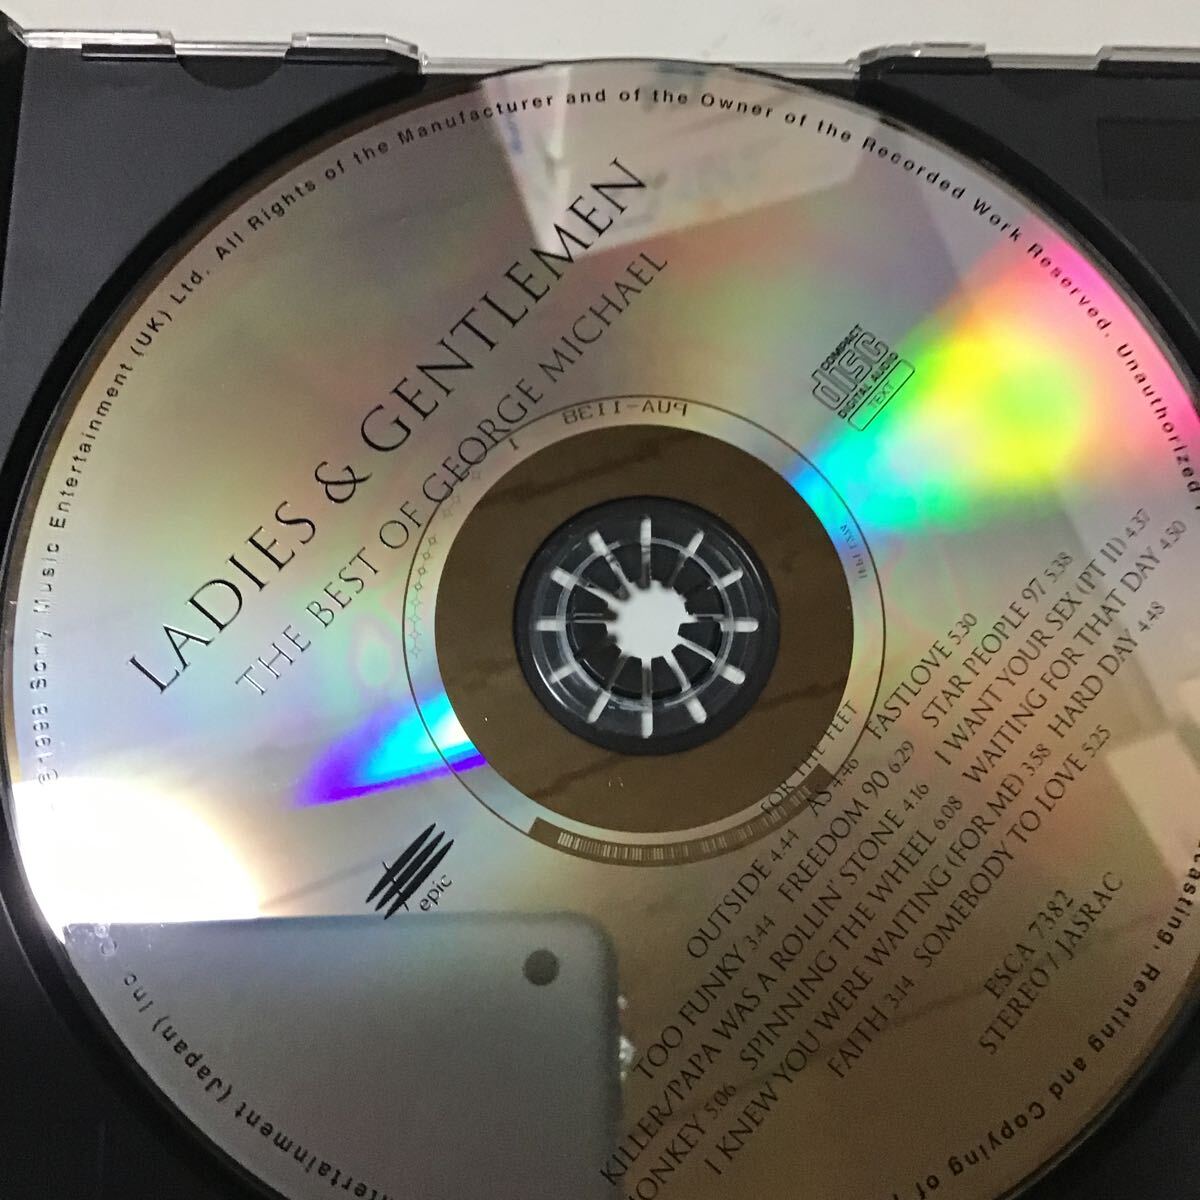 LADIES & GENTLEMEN
THE BEST OF GEORGE MICHAEL
COMPACT
disc
DIGITAL AUDIO
TEXT
PUA-1138 1
IFPI
epic
FOR THE FEET
OUTSIDE 4.44 AS 4.46 FASTLOVE 5.30
TOO FUNKY 3.44 FREEDOM 90 6.29 STAR PEOPLE 97 5.38
KILLER/PAPA WAS A ROLLIN' STONE 4.16 I WANT YOUR SEX (PT II) 4.37
ONKEY 5.06 SPINNING THE WHEEL 6.08 WAITING FOR THAT DAY 4.50
I KNEW YOU WERE WAITING (FOR ME) 3.58 HARD DAY 4.48
FAITH 3.14 SOMEBODY TO LOVE 5.25
ESCA 7382
STEREO / JASRAC
1998 Sony Music Entertainment (UK) Ltd. All Rights of the Manufacturer and of the Owner of the Recorded Work Reserved. Unauthorized
casting, Renting and Copying of
ntertainment (Japan) Inc